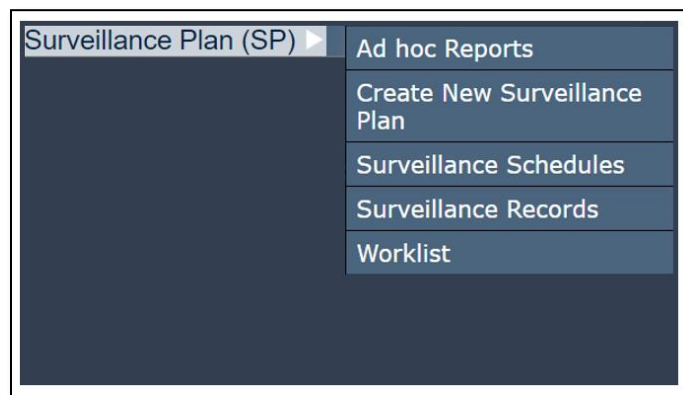 Surveillance Plan (SP)
Ad hoc Reports
Create New Surveillance
Plan
Surveillance Schedules
Surveillance Records
Worklist